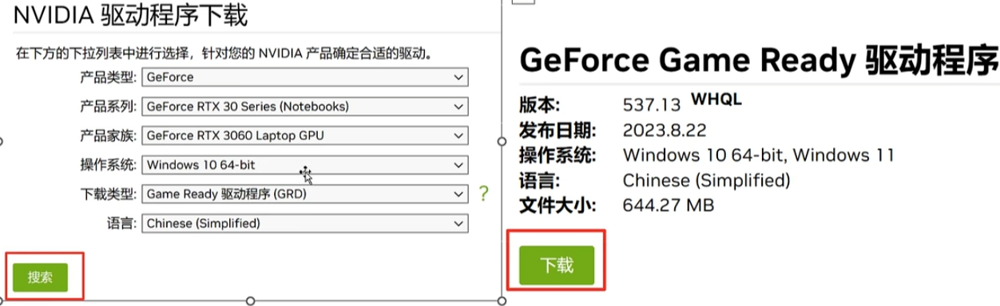 NVIDIA 驱动程序下载
在下方的下拉列表中进行选择，针对您的 NVIDIA 产品确定合适的驱动。
产品类型: GeForce
产品系列: GeForce RTX 30 Series (Notebooks)
产品家族: GeForce RTX 3060 Laptop GPU
操作系统: Windows 10 64-bit
下载类型: Game Ready 驱动程序 (GRD) ?
语言: Chinese (Simplified)
搜索
GeForce Game Ready 驱动程序
版本: 537.13 WHQL
发布日期: 2023.8.22
操作系统: Windows 10 64-bit, Windows 11
语言: Chinese (Simplified)
文件大小: 644.27 MB
下载